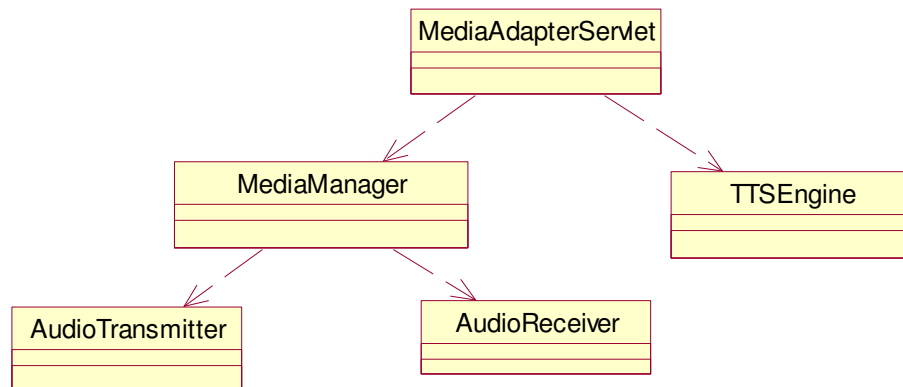 MediaAdapterServlet
MediaManager
TTSEngine
AudioTransmitter
AudioReceiver